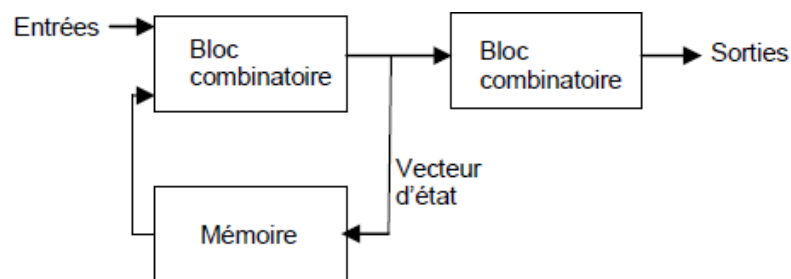 Entrées
Bloc
combinatoire
Bloc
combinatoire
Sorties
Vecteur
d'état
Mémoire